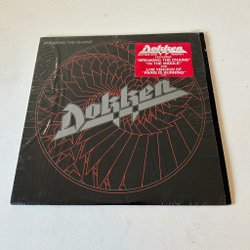 BREAKING THE CHAINS
Dokken
"BREAKING THE CHAINS"
"IN THE MIDDLE"
LIVE VERSION OF
"PARIS IS BURNING"
Dokken